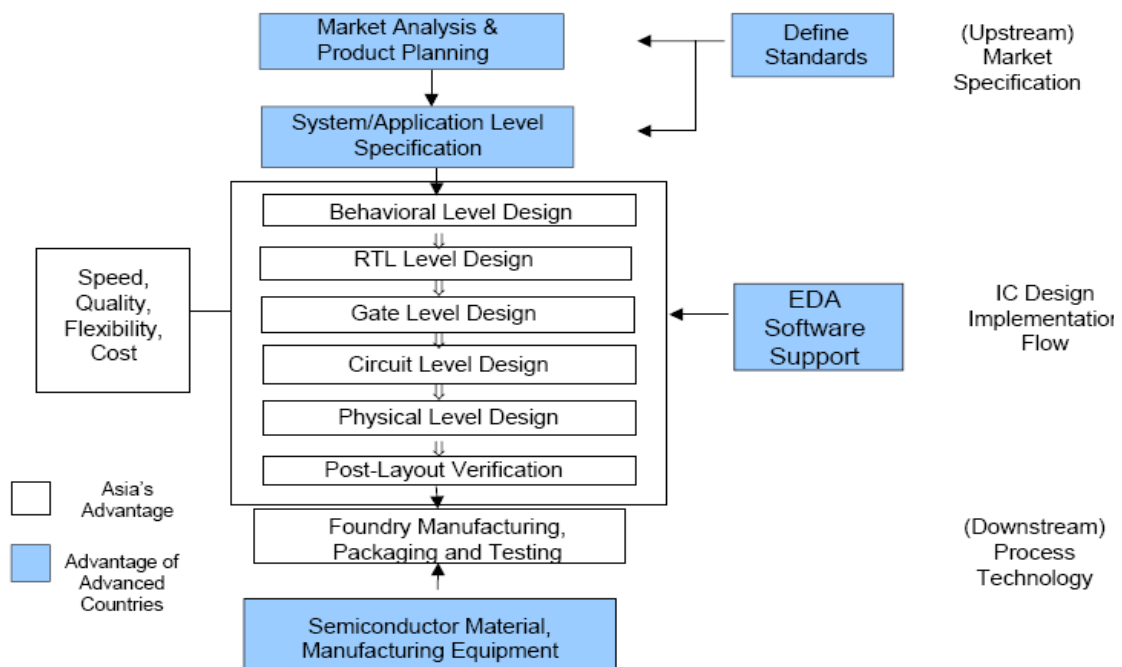 Market Analysis &
Product Planning
Define
Standards
(Upstream)
Market
Specification
System/Application Level
Specification
Behavioral Level Design
RTL Level Design
Gate Level Design
Circuit Level Design
Physical Level Design
Post-Layout Verification
Speed,
Quality,
Flexibility,
Cost
EDA
Software
Support
IC Design
Implementation
Flow
Asia's
Advantage
Advantage of
Advanced
Countries
Foundry Manufacturing,
Packaging and Testing
(Downstream)
Process
Technology
Semiconductor Material,
Manufacturing Equipment